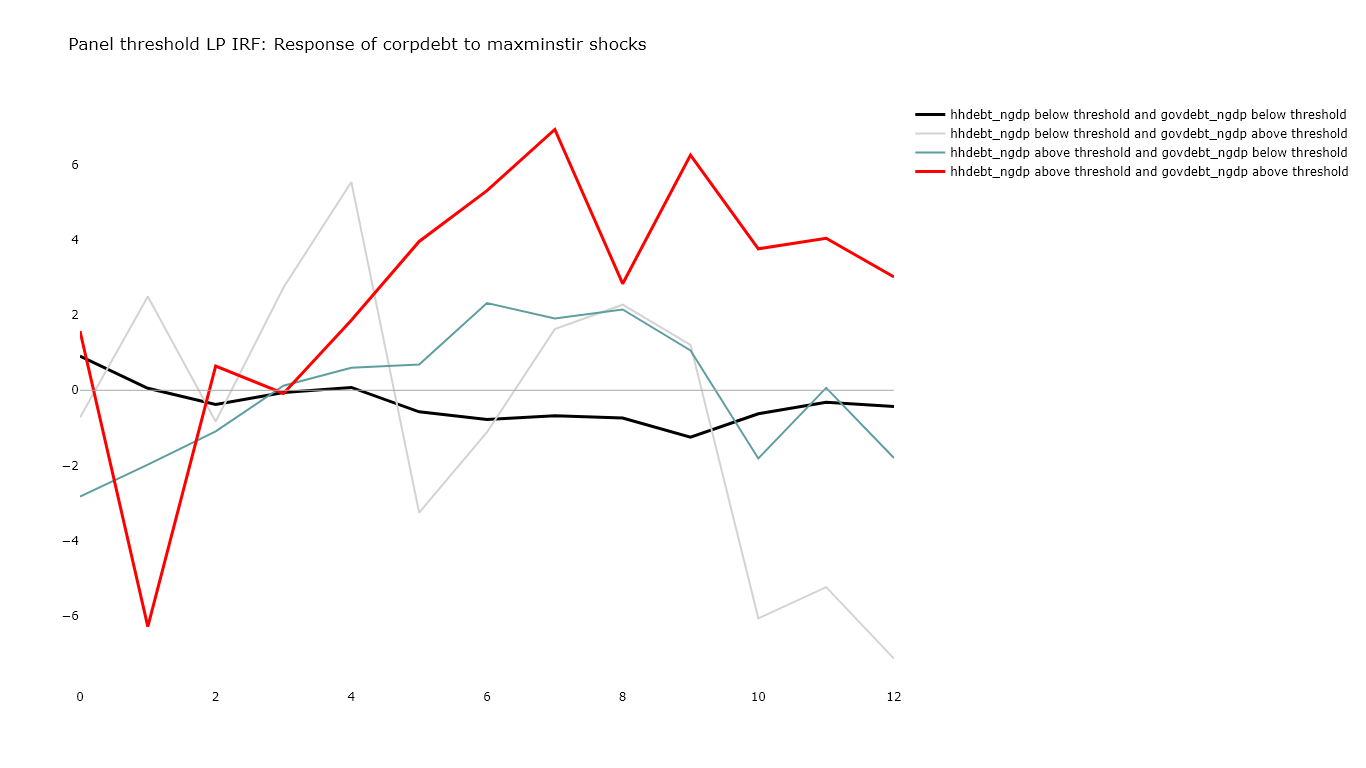 Panel threshold LP IRF: Response of corpdebt to maxminstir shocks
hhdebt_ngdp below threshold and govdebt_ngdp below threshold
hhdebt_ngdp below threshold and govdebt_ngdp above threshold
hhdebt_ngdp above threshold and govdebt_ngdp below threshold
hhdebt_ngdp above threshold and govdebt_ngdp above threshold
6
4
2
0
−2
−4
−6
0 2 4 6 8 10 12